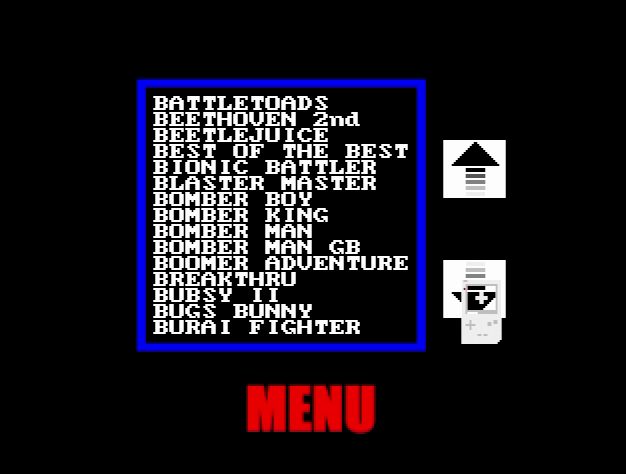 BATTLETOADS
BEETHOVEN 2nd
BEETLEJUICE
BEST OF THE BEST
BIONIC BATTLER
BLASTER MASTER
BOMBER BOY
BOMBER KING
BOMBER MAN
BOMBER MAN GB
BOOMER ADVENTURE
BREAKTHRU
BUBSY II
BUGS BUNNY
BURAI FIGHTER
MENU